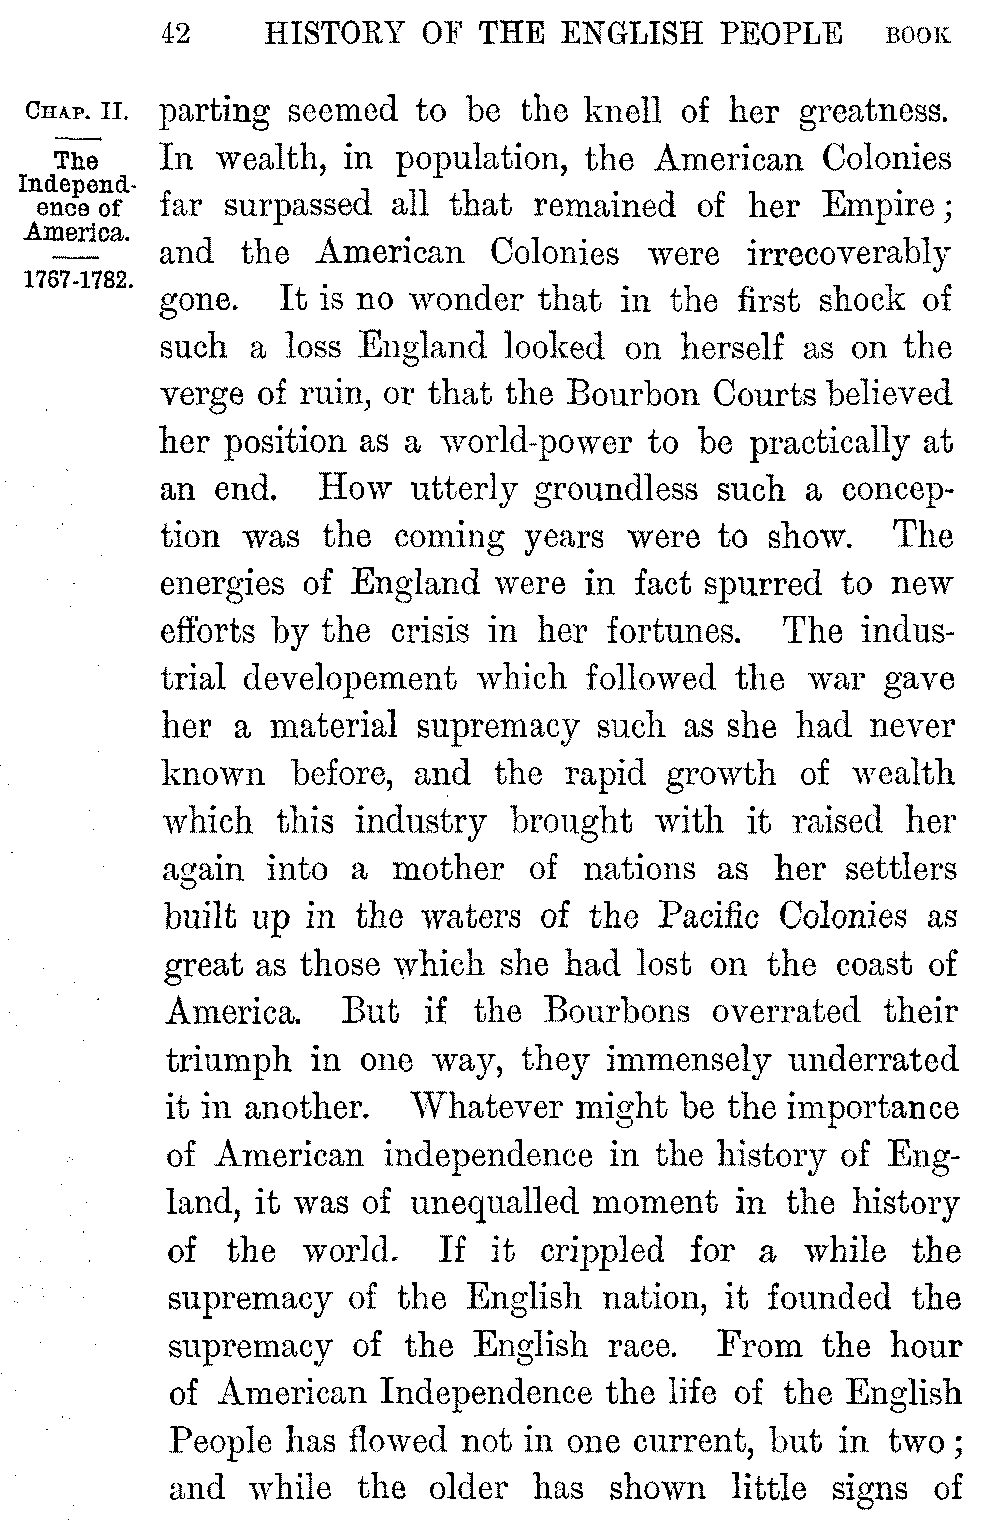 42 HISTORY OF THE ENGLISH PEOPLE BOOK
CHAP. II.
The
Independ-
ence of
America.
1767-1782.
parting seemed to be the knell of her greatness.
In wealth, in population, the American Colonies
far surpassed all that remained of her Empire;
and the American Colonies were irrecoverably
gone. It is no wonder that in the first shock of
such a loss England looked on herself as on the
verge of ruin, or that the Bourbon Courts believed
her position as a world-power to be practically at
an end. How utterly groundless such a concep-
tion was the coming years were to show. The
energies of England were in fact spurred to new
efforts by the crisis in her fortunes. The indus-
trial developement which followed the war gave
her a material supremacy such as she had never
known before, and the rapid growth of wealth
which this industry brought with it raised her
again into a mother of nations as her settlers
built up in the waters of the Pacific Colonies as
great as those which she had lost on the coast of
America. But if the Bourbons overrated their
triumph in one way, they immensely underrated
it in another. Whatever might be the importance
of American independence in the history of Eng-
land, it was of unequalled moment in the history
of the world. If it crippled for a while the
supremacy of the English nation, it founded the
supremacy of the English race. From the hour
of American Independence the life of the English
People has flowed not in one current, but in two;
and while the older has shown little signs of